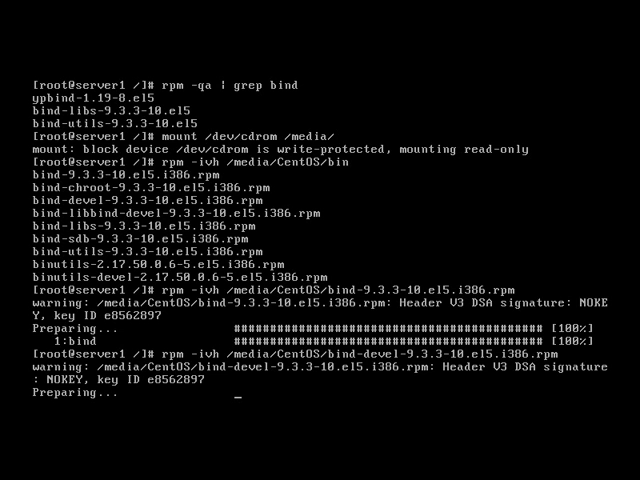 [root@server1 /]# rpm -qa | grep bind
ypbind-1.19-8.el5
bind-libs-9.3.3-10.el5
bind-utils-9.3.3-10.el5
[root@server1 /]# mount /dev/cdrom /media/
mount: block device /dev/cdrom is write-protected, mounting read-only
[root@server1 /]# rpm -ivh /media/CentOS/bin
bind-9.3.3-10.el5.i386.rpm
bind-chroot-9.3.3-10.el5.i386.rpm
bind-devel-9.3.3-10.el5.i386.rpm
bind-libbind-devel-9.3.3-10.el5.i386.rpm
bind-libs-9.3.3-10.el5.i386.rpm
bind-sdb-9.3.3-10.el5.i386.rpm
bind-utils-9.3.3-10.el5.i386.rpm
binutils-2.17.50.0.6-5.el5.i386.rpm
binutils-devel-2.17.50.0.6-5.el5.i386.rpm
[root@server1 /]# rpm -ivh /media/CentOS/bind-9.3.3-10.el5.i386.rpm
warning: /media/CentOS/bind-9.3.3-10.el5.i386.rpm: Header V3 DSA signature: NOKE
Y, key ID e8562897
Preparing... ########################################### [100%]
1:bind ########################################### [100%]
[root@server1 /]# rpm -ivh /media/CentOS/bind-devel-9.3.3-10.el5.i386.rpm
warning: /media/CentOS/bind-devel-9.3.3-10.el5.i386.rpm: Header V3 DSA signature
: NOKEY, key ID e8562897
Preparing... _